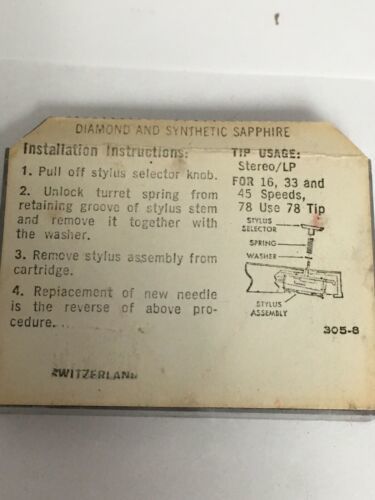 DIAMOND AND SYNTHETIC SAPPHIRE
Installation Instructions:
1. Pull off stylus selector knob.
2. Unlock turret spring from
retaining groove of stylus stem
and remove it together with
the washer.
3. Remove stylus assembly from
cartridge.
4. Replacement of new needle
is the reverse of above pro-
cedure.
SWITZERLAND
TIP USAGE:
Stereo/LP
FOR 16, 33 and
45 Speeds,
78 Use 78 Tip
STYLUS
SELECTOR
SPRING
WASHER
STYLUS
ASSEMBLY
305-8